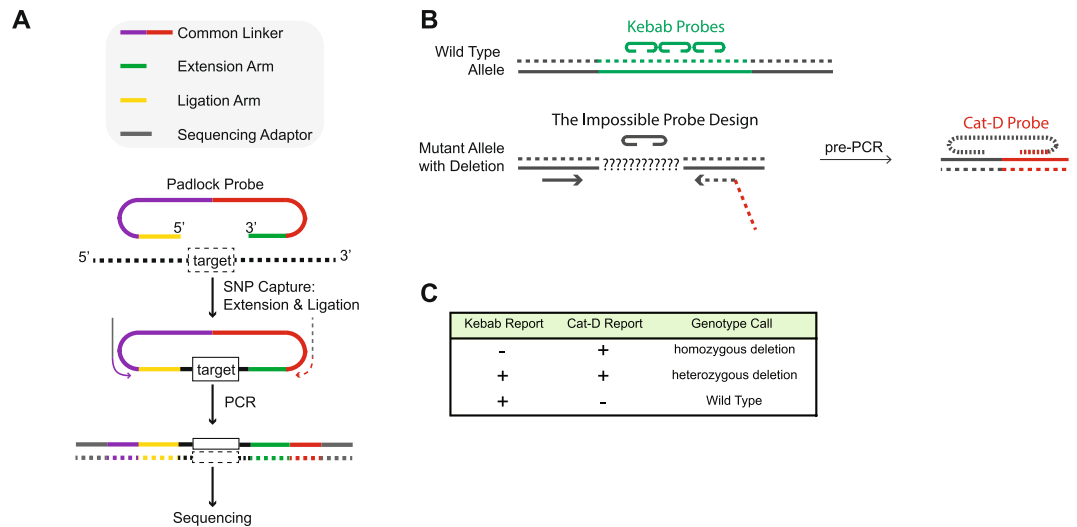 A
Common Linker
Extension Arm
Ligation Arm
Sequencing Adaptor
Padlock Probe
5’
3’
5’
target
3’
SNP Capture:
Extension & Ligation
target
PCR
Sequencing
B
Kebab Probes
Wild Type
Allele
The Impossible Probe Design
Mutant Allele
with Deletion
????????????
pre-PCR
Cat-D Probe
C
Kebab Report Cat-D Report Genotype Call
- + homozygous deletion
+ + heterozygous deletion
+ - Wild Type